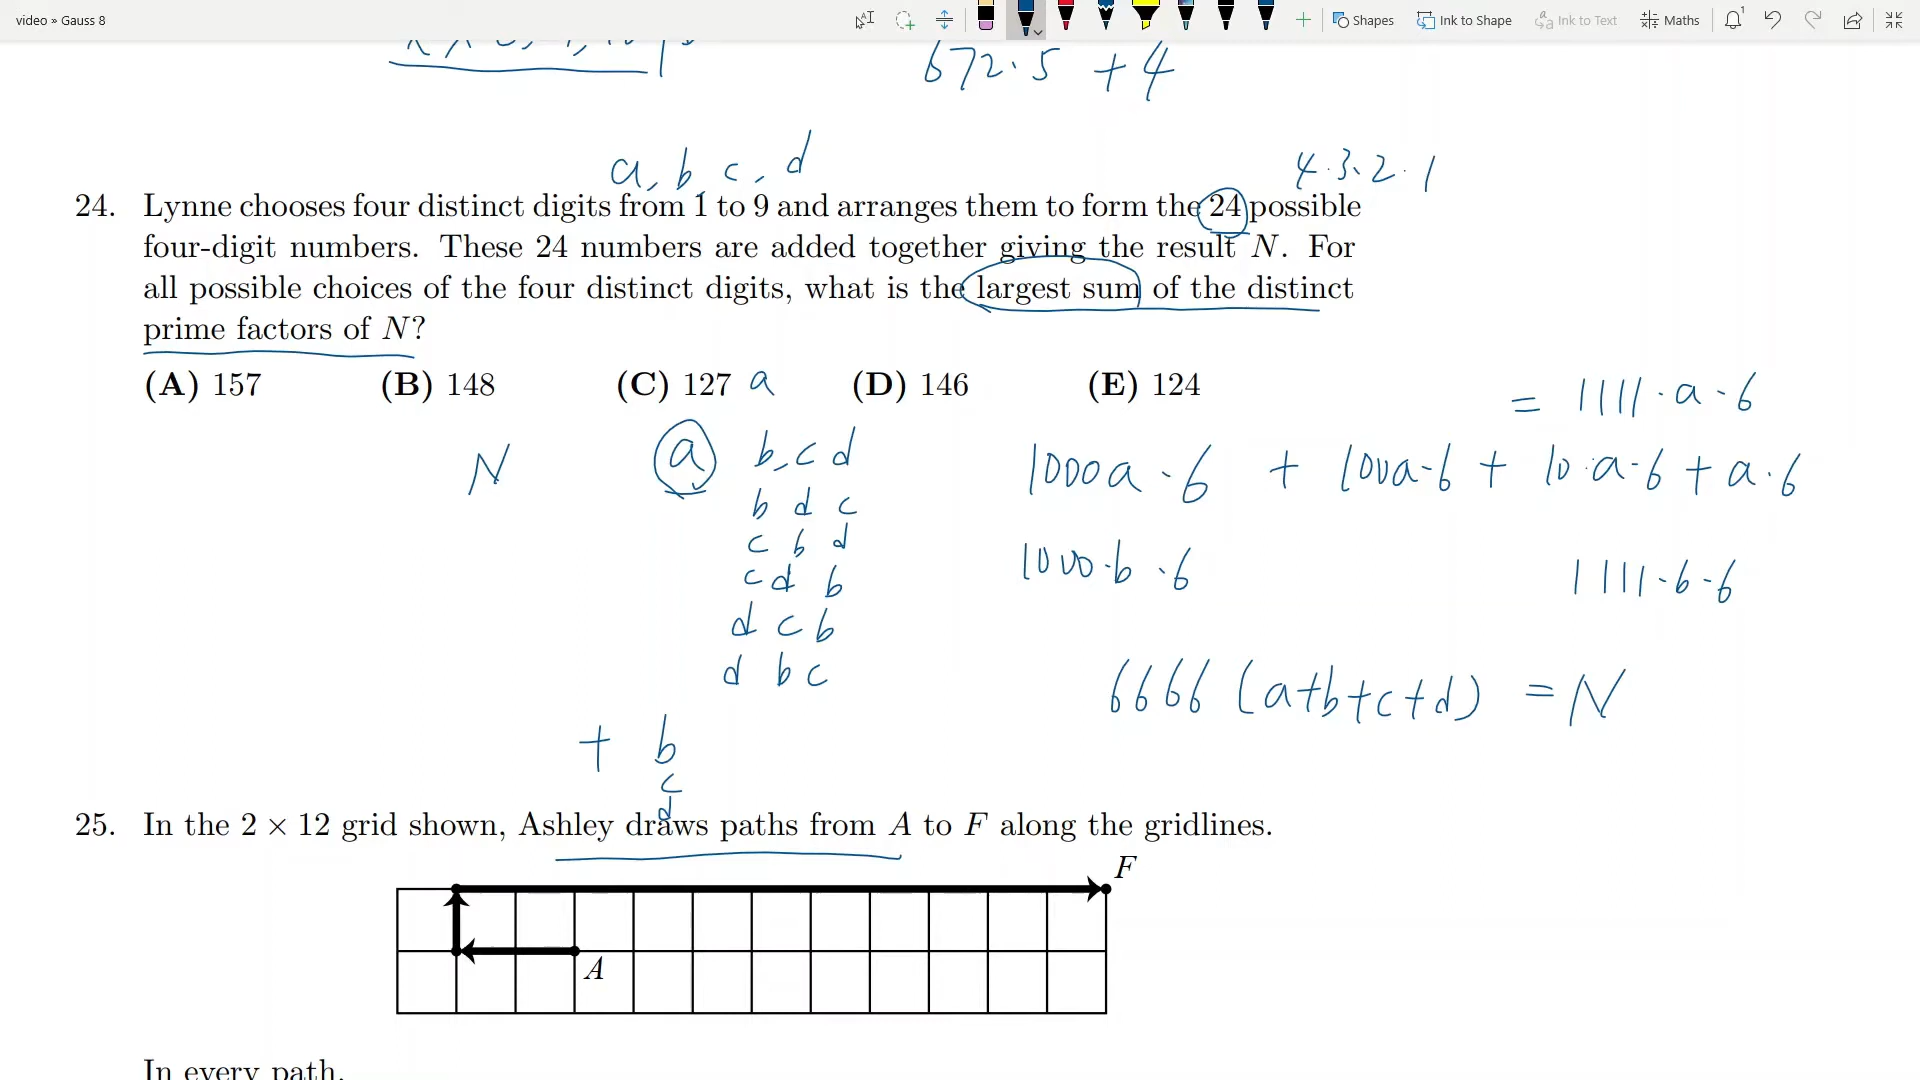 video » Gauss 8
Shapes Ink to Shape Ink to Text Maths 1
672·5 + 4
a, b, c, d
4·3·2·1
24. Lynne chooses four distinct digits from 1 to 9 and arranges them to form the 24 possible
four-digit numbers. These 24 numbers are added together giving the result N. For
all possible choices of the four distinct digits, what is the largest sum of the distinct
prime factors of N?
(A) 157 (B) 148 (C) 127 (D) 146 (E) 124
a
= 1111·a·6
N
a b, c d
b d c
c b d
c d b
d c b
d b c
1000a·6 + 100a·6 + 10·a·6 + a·6
1000·b·6
1111·b·6
6666 (a+b+c+d) = N
+ b
c
d
25. In the 2 × 12 grid shown, Ashley draws paths from A to F along the gridlines.
F
A
In every path,